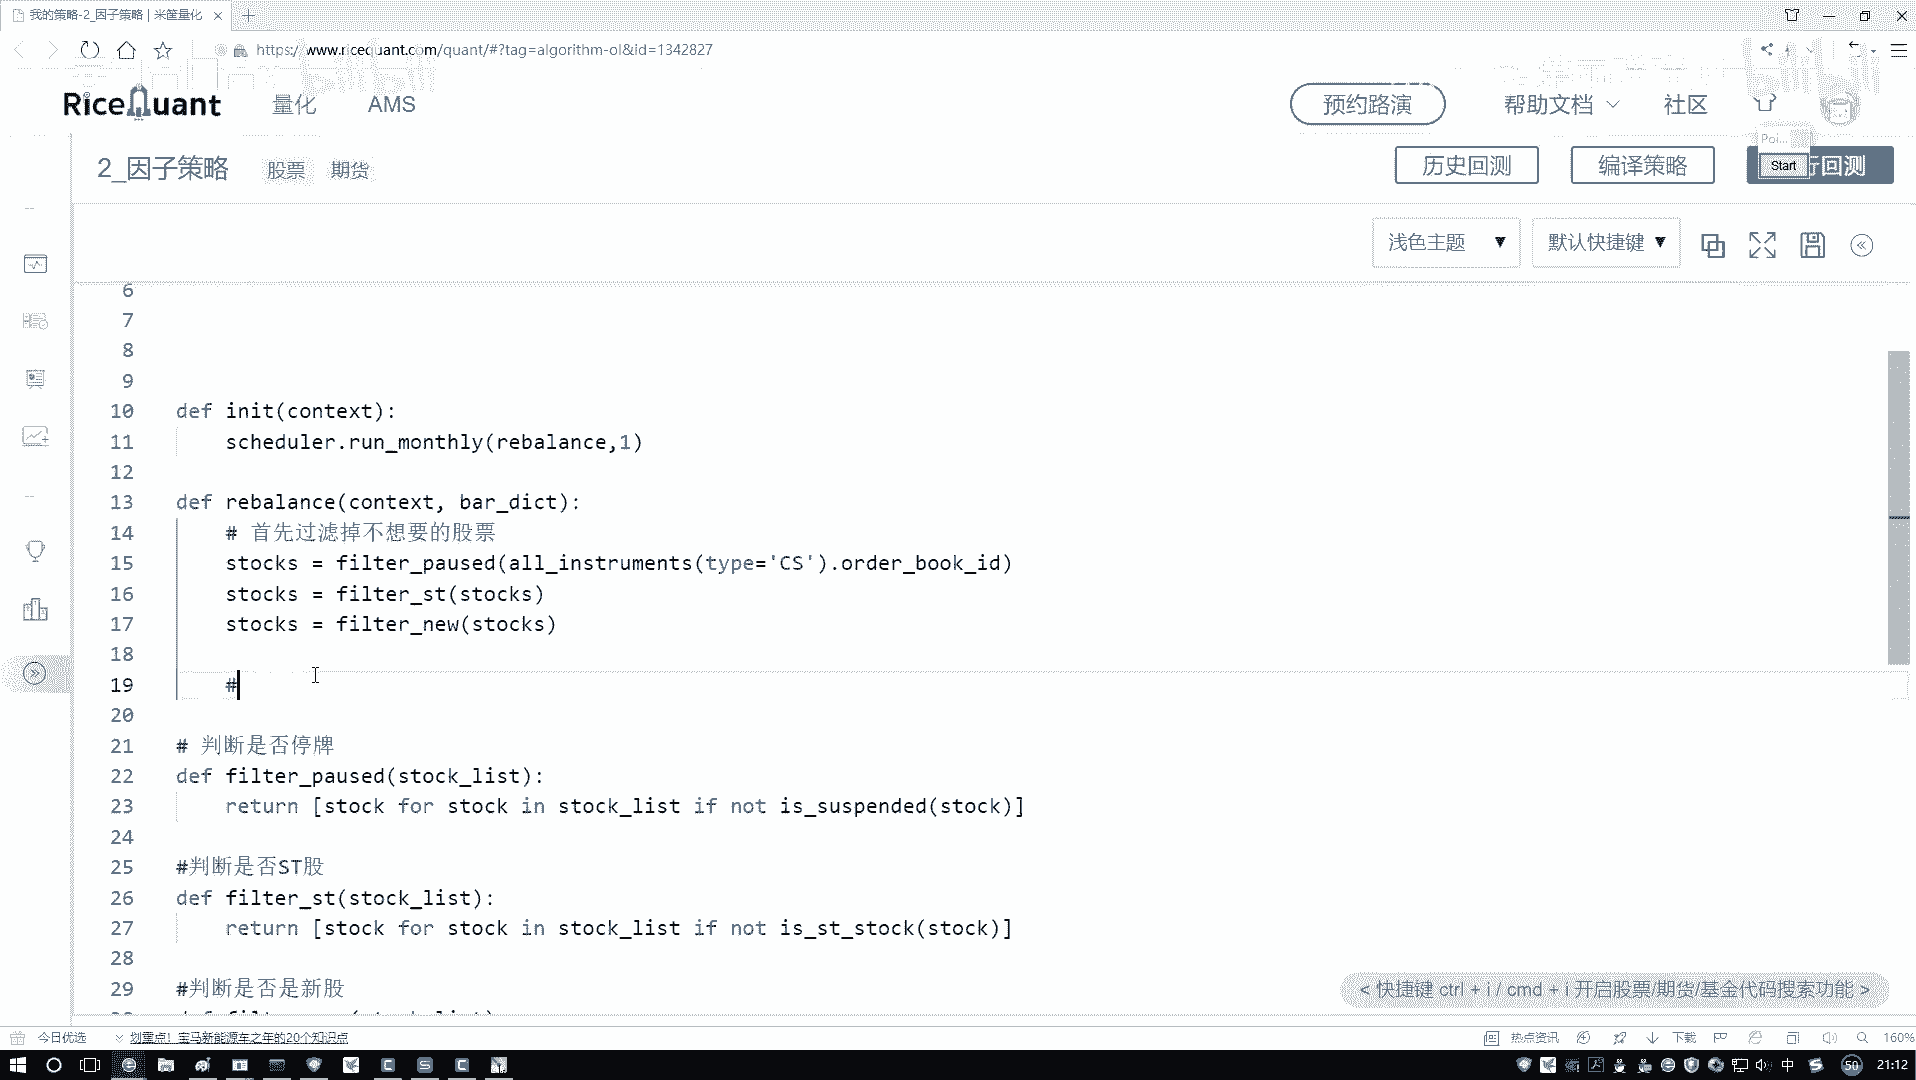 我的策略-2_因子策略 | 米筐量化
https://www.ricequant.com/quant/#?tag=algorithm-ol&id=1342827
RiceQuant 量化 AMS 预约路演 帮助文档 社区
Poi...
2_因子策略 股票 期货 历史回测 编译策略 Start 行回测
浅色主题 默认快捷键
6
7
8
9
10 def init(context):
11 scheduler.run_monthly(rebalance,1)
12
13 def rebalance(context, bar_dict):
14 # 首先过滤掉不想要的股票
15 stocks = filter_paused(all_instruments(type='CS').order_book_id)
16 stocks = filter_st(stocks)
17 stocks = filter_new(stocks)
18
19 #
20
21 # 判断是否停牌
22 def filter_paused(stock_list):
23 return [stock for stock in stock_list if not is_suspended(stock)]
24
25 #判断是否ST股
26 def filter_st(stock_list):
27 return [stock for stock in stock_list if not is_st_stock(stock)]
28
29 #判断是否是新股
< 快捷键 ctrl + i / cmd + i 开启股票/期货/基金代码搜索功能 >
今日优选 划重点！宝马新能源车之年的20个知识点 热点资讯 下载 160%
中 50 21:12